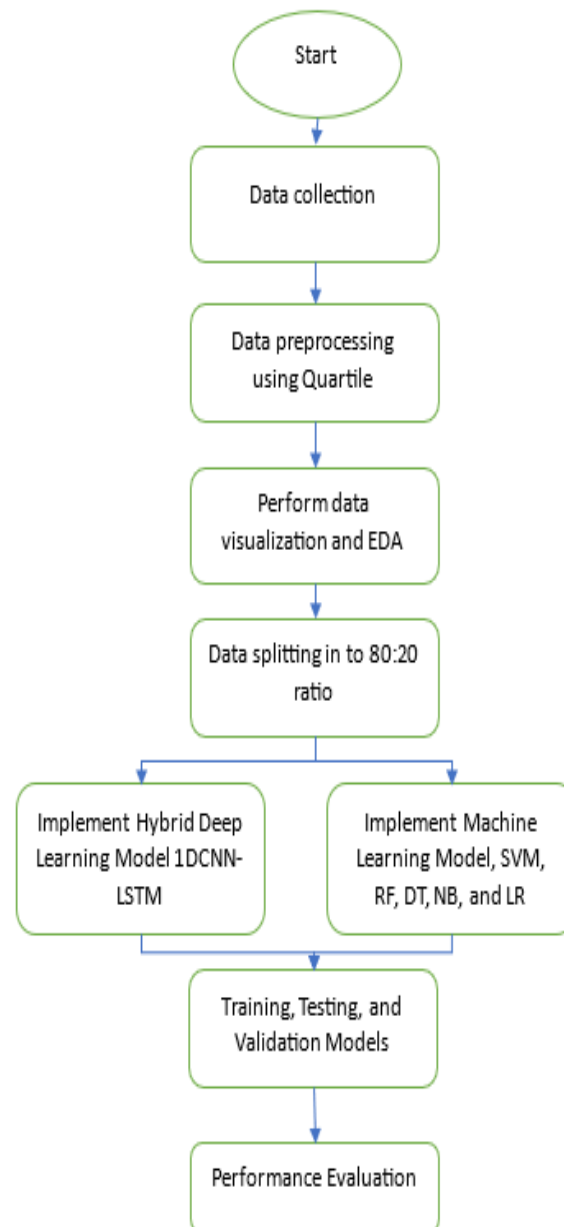 Start
Data collection
Data preprocessing
using Quartile
Perform data
visualization and EDA
Data splitting in to 80:20
ratio
Implement Hybrid Deep
Learning Model 1DCNN-
LSTM
Implement Machine
Learning Model, SVM,
RF, DT, NB, and LR
Training, Testing, and
Validation Models
Performance Evaluation